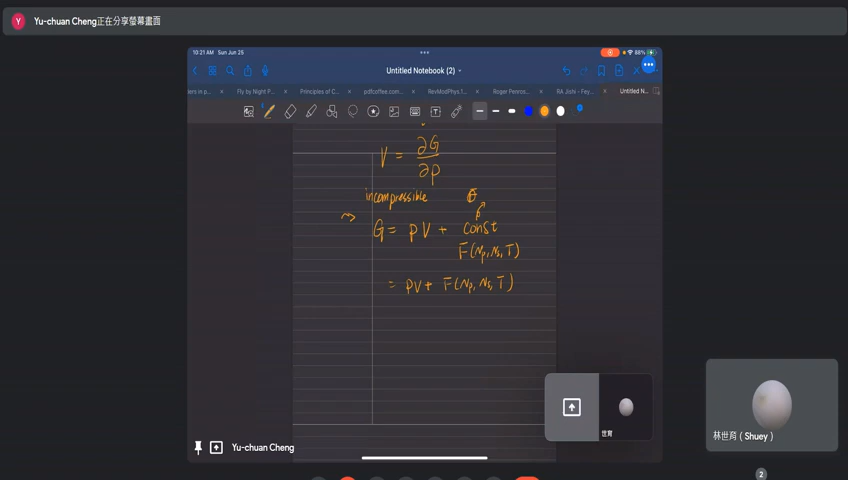 Y Yu-chuan Cheng正在分享螢幕畫面
10:21 AM Sun Jun 25
88%
Untitled Notebook (2)
Fly by Night P...
Principles of C...
pdfcoffee.com...
RevModPhys.1...
Roger Penros...
RA Jishi - Fey...
Untitled N...
V = ∂G/∂p
incompressible
G = pV + const
F(Np, Ns, T)
= pV + F(Np, Ns, T)
世育
林世育（Shuey）
Yu-chuan Cheng
2